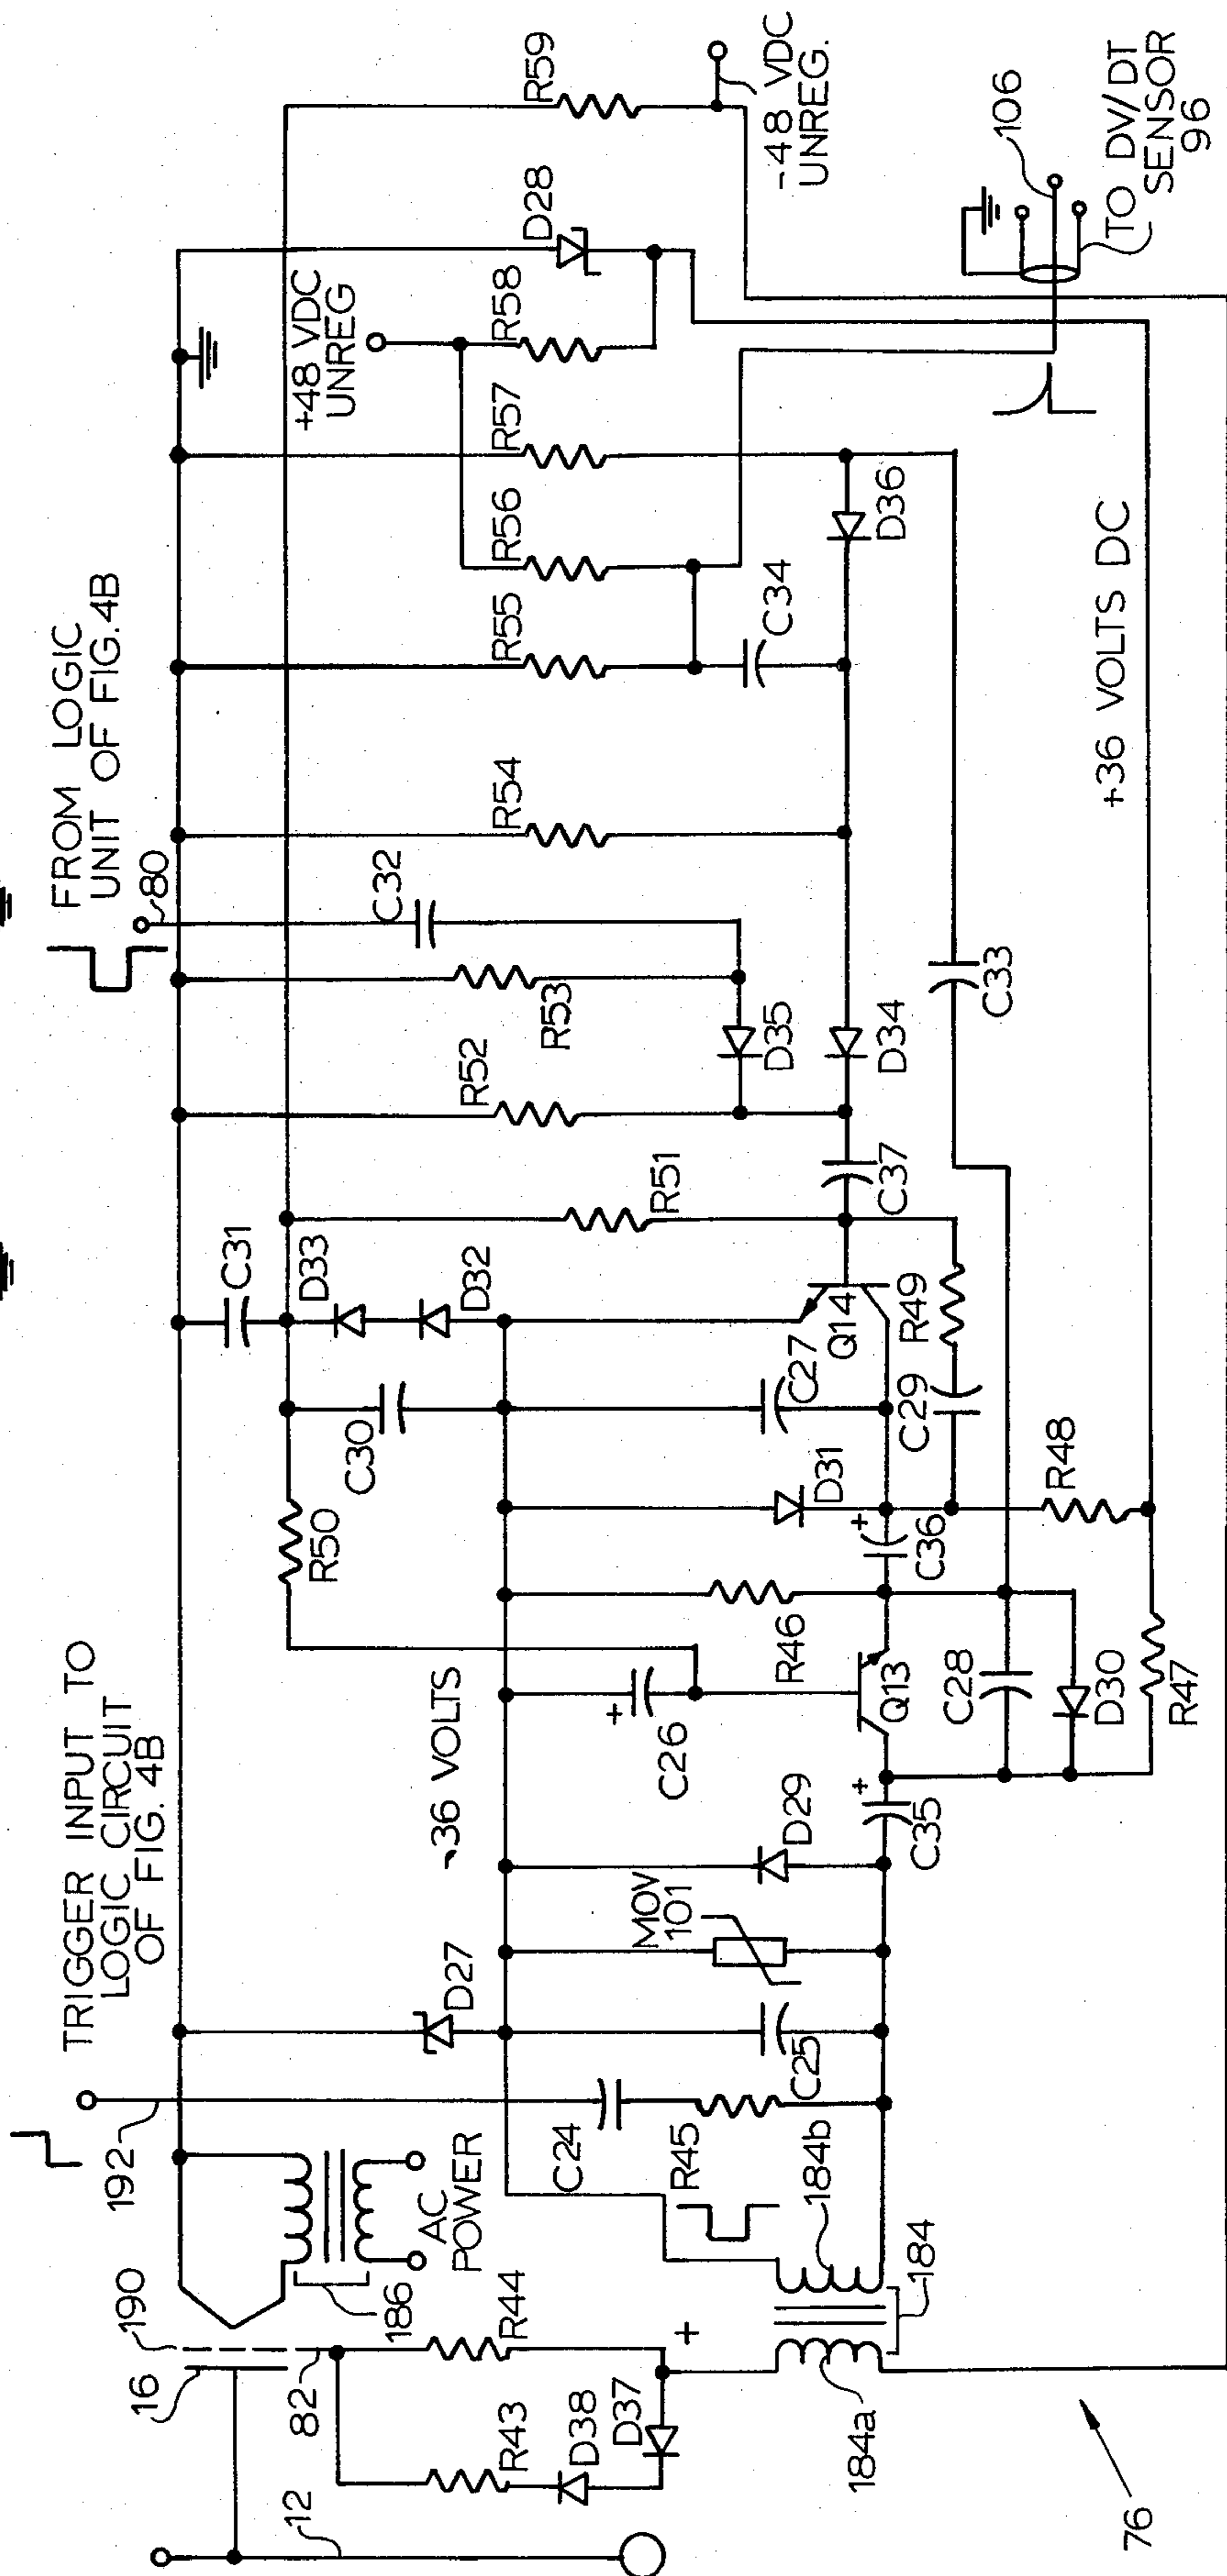 TRIGGER INPUT TO
LOGIC CIRCUIT
OF FIG. 4B
FROM LOGIC
UNIT OF FIG. 4B
80
192
190
16
82
12
186
AC
POWER
R43
R44
D38
D37
+
184a
184b
184
76
C24
R45
C25
D27
MOV
101
D29
C35
+
-36 VOLTS
C26
+
Q13
R46
C28
D30
R47
R50
C30
C31
D33
D32
D31
C36
+
C27
Q14
C29
R49
R48
R51
C37
R52
R53
D35
D34
C32
C33
R54
R55
C34
R56
R57
D36
R58
+48 VDC
UNREG
D28
R59
-48 VDC
UNREG.
106
TO DV/DT
SENSOR
96
+36 VOLTS DC